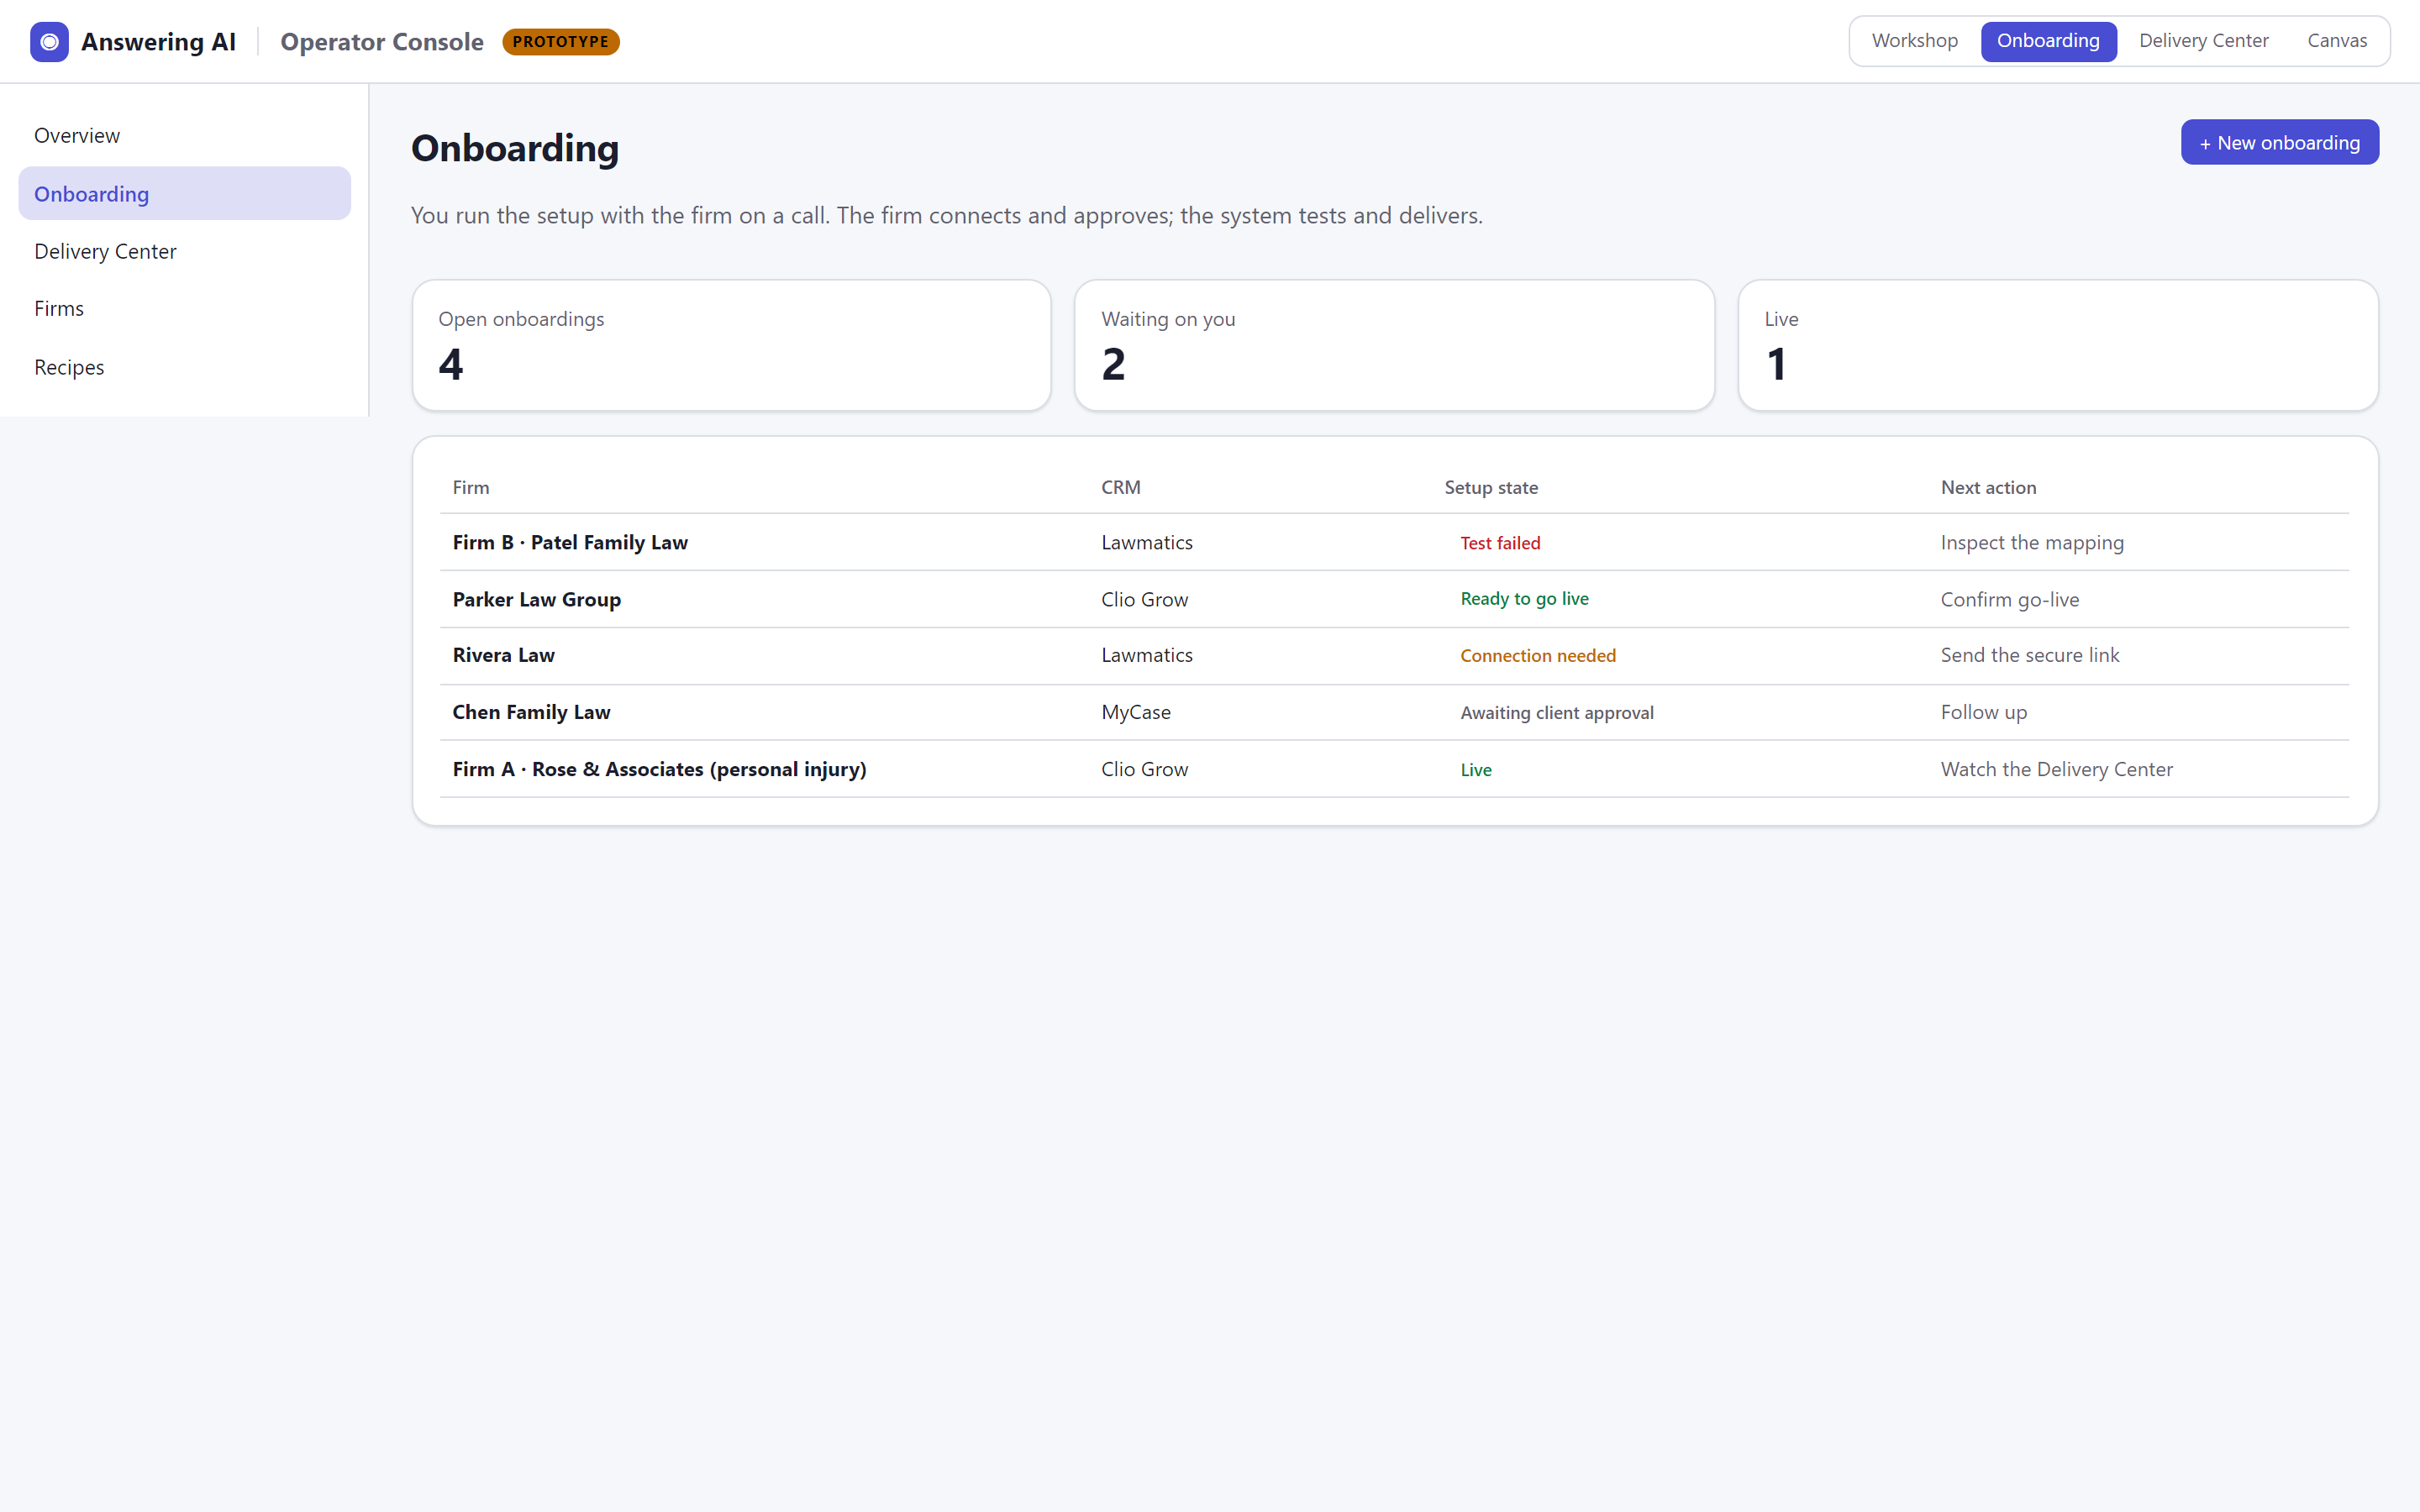 Answering AI Operator Console PROTOTYPE Workshop Onboarding Delivery Center Canvas
Overview
Onboarding
Delivery Center
Firms
Recipes
Onboarding
+ New onboarding
You run the setup with the firm on a call. The firm connects and approves; the system tests and delivers.
Open onboardings
4
Waiting on you
2
Live
1
Firm CRM Setup state Next action
Firm B · Patel Family Law Lawmatics Test failed Inspect the mapping
Parker Law Group Clio Grow Ready to go live Confirm go-live
Rivera Law Lawmatics Connection needed Send the secure link
Chen Family Law MyCase Awaiting client approval Follow up
Firm A · Rose & Associates (personal injury) Clio Grow Live Watch the Delivery Center